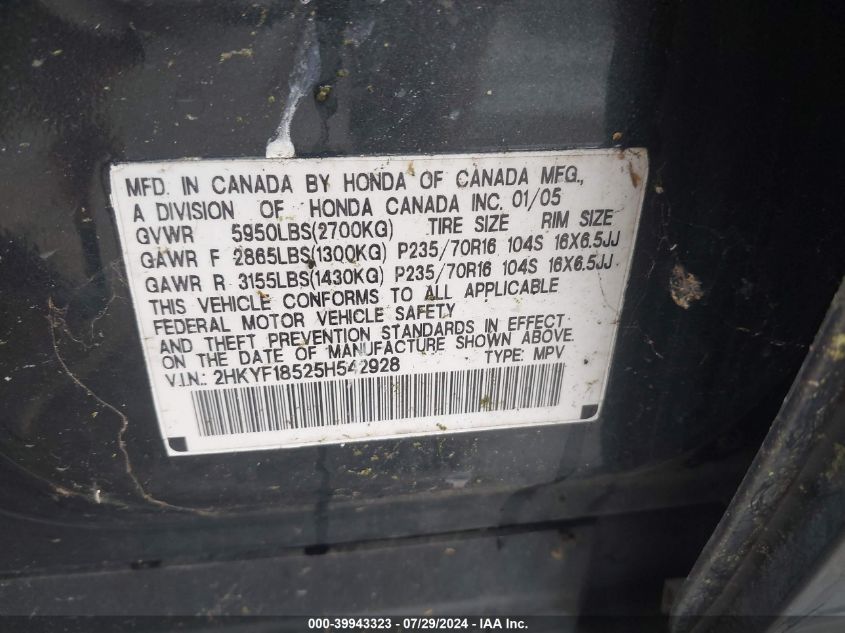 MFD. IN CANADA BY HONDA OF CANADA MFG.,
A DIVISION OF HONDA CANADA INC. 01/05
GVWR 5950LBS(2700KG) TIRE SIZE RIM SIZE
GAWR F 2865LBS(1300KG) P235/70R16 104S 16X6.5JJ
GAWR R 3155LBS(1430KG) P235/70R16 104S 16X6.5JJ
THIS VEHICLE CONFORMS TO ALL APPLICABLE
FEDERAL MOTOR VEHICLE SAFETY
AND THEFT PREVENTION STANDARDS IN EFFECT
ON THE DATE OF MANUFACTURE SHOWN ABOVE.
V.I.N.: 2HKYF18525H542928 TYPE: MPV
000-39943323 / 07/29/2024 - IAA Inc.